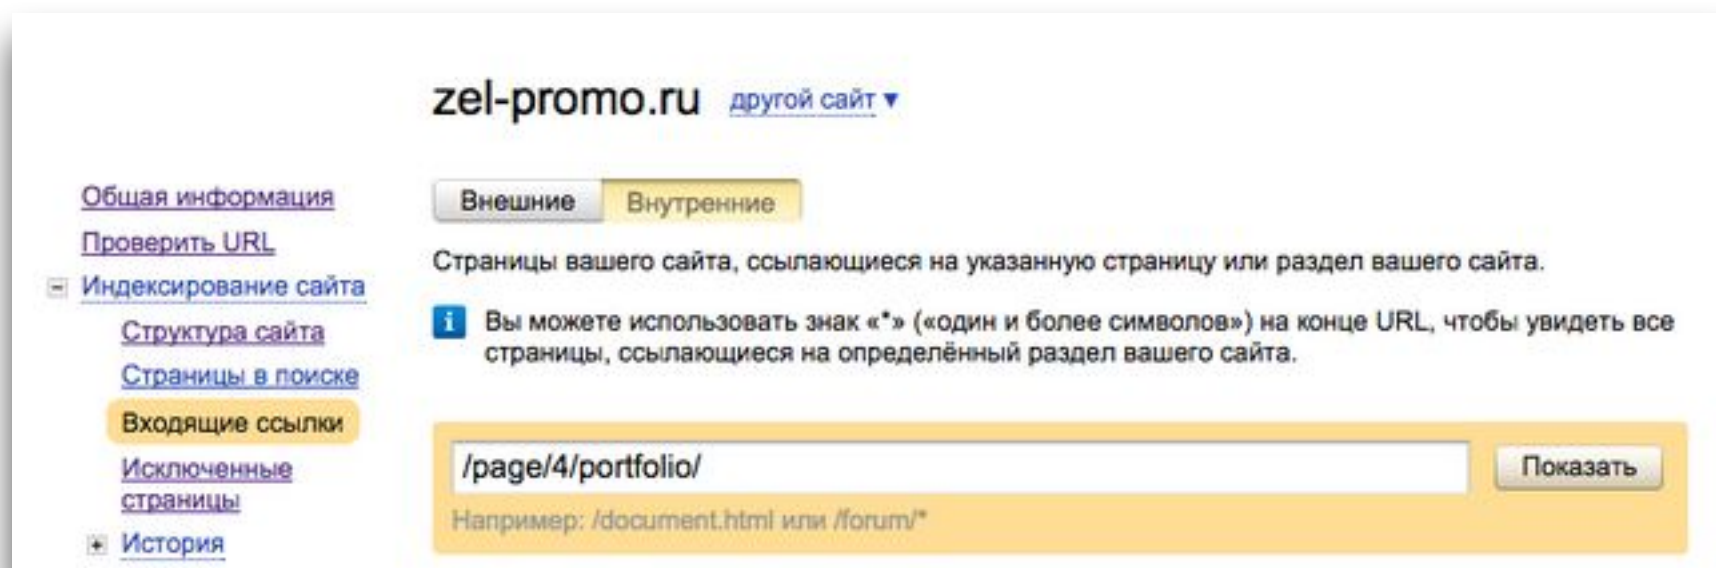 zel-promo.ru другой сайт ▼
Общая информация
Проверить URL
Индексирование сайта
Структура сайта
Страницы в поиске
Входящие ссылки
Исключенные
страницы
История
Внешние Внутренние
Страницы вашего сайта, ссылающиеся на указанную страницу или раздел вашего сайта.
i Вы можете использовать знак «*» («один и более символов») на конце URL, чтобы увидеть все
страницы, ссылающиеся на определённый раздел вашего сайта.
/page/4/portfolio/ Показать
Например: /document.html или /forum/*